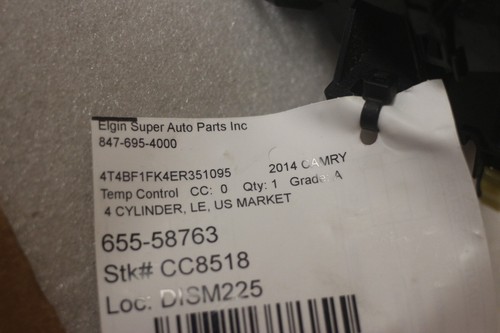 Elgin Super Auto Parts Inc
847-695-4000
4T4BF1FK4ER351095 2014 CAMRY
Temp Control CC: 0 Qty: 1 Grade: A
4 CYLINDER, LE, US MARKET
655-58763
Stk# CC8518
Loc: DISM225